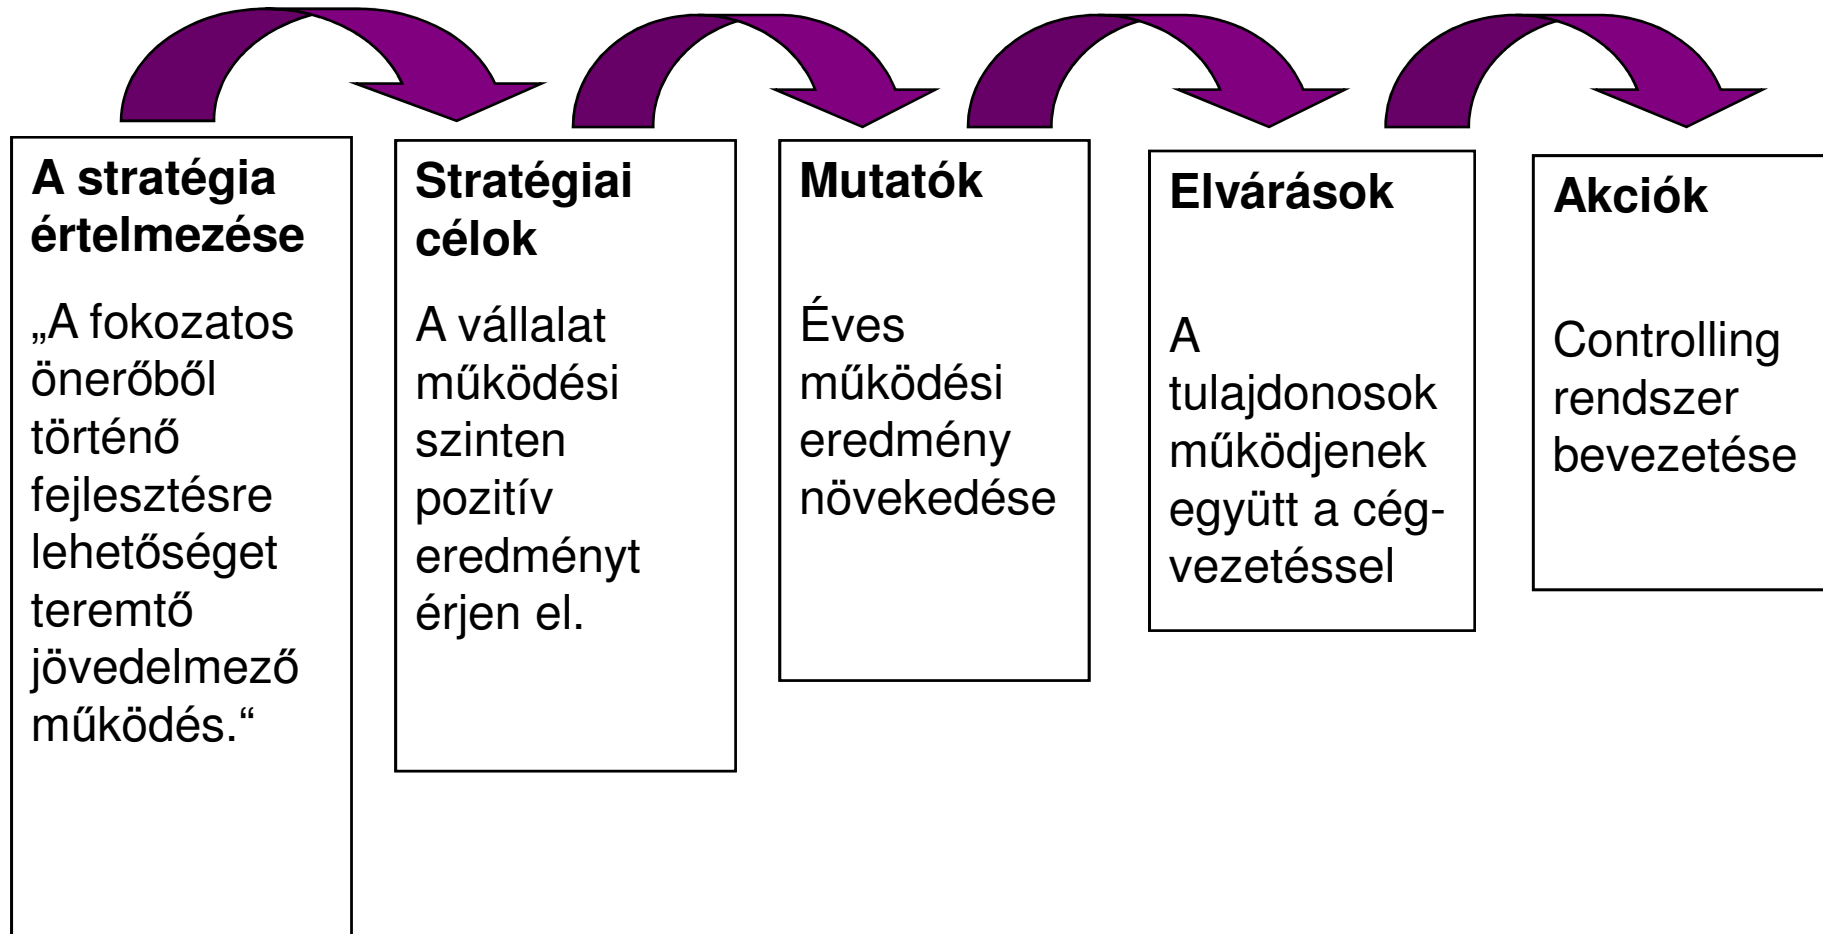 A stratégia
értelmezése
„A fokozatos
önerőből
történő
fejlesztésre
lehetőséget
teremtő
jövedelmező
működés.“
Stratégiai
célok
A vállalat
működési
szinten
pozitív
eredményt
érjen el.
Mutatók
Éves
működési
eredmény
növekedése
Elvárások
A
tulajdonosok
működjenek
együtt a cég-
vezetéssel
Akciók
Controlling
rendszer
bevezetése